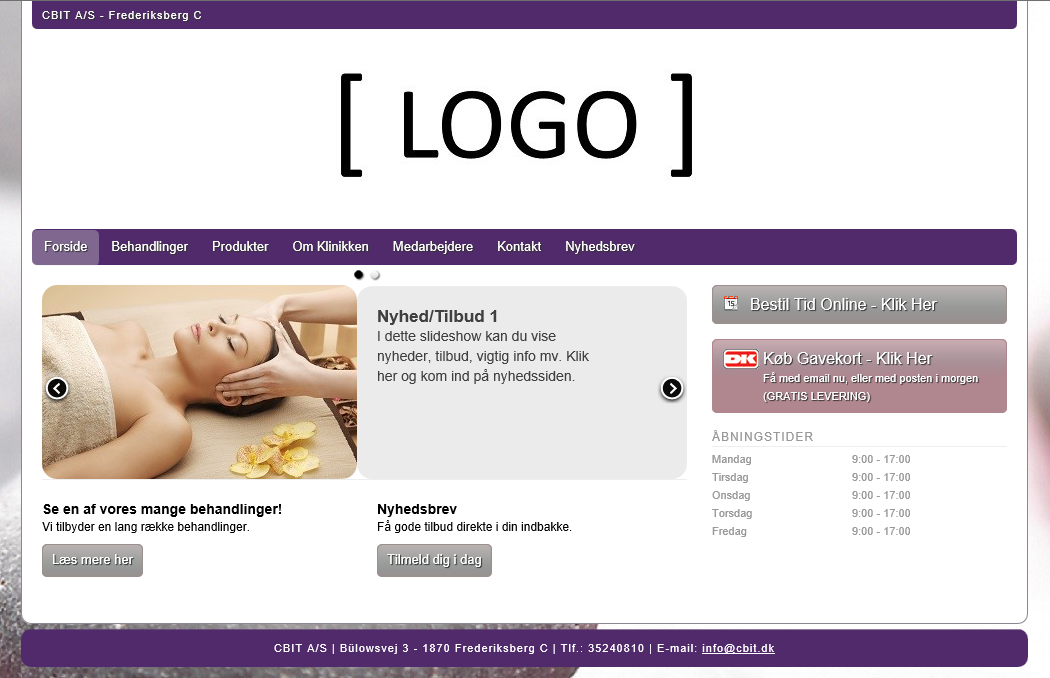 CBIT A/S - Frederiksberg C
[ LOGO ]
Forside Behandlinger Produkter Om Klinikken Medarbejdere Kontakt Nyhedsbrev
Nyhed/Tilbud 1
I dette slideshow kan du vise
nyheder, tilbud, vigtig info mv. Klik
her og kom ind på nyhedssiden.
15
Bestil Tid Online - Klik Her
DK
Køb Gavekort - Klik Her
Få med email nu, eller med posten i morgen
(GRATIS LEVERING)
ÅBNINGSTIDER
Mandag 9:00 - 17:00
Tirsdag 9:00 - 17:00
Onsdag 9:00 - 17:00
Torsdag 9:00 - 17:00
Fredag 9:00 - 17:00
Se en af vores mange behandlinger!
Vi tilbyder en lang række behandlinger.
Læs mere her
Nyhedsbrev
Få gode tilbud direkte i din indbakke.
Tilmeld dig i dag
CBIT A/S | Bülowsvej 3 - 1870 Frederiksberg C | Tlf.: 35240810 | E-mail: info@cbit.dk